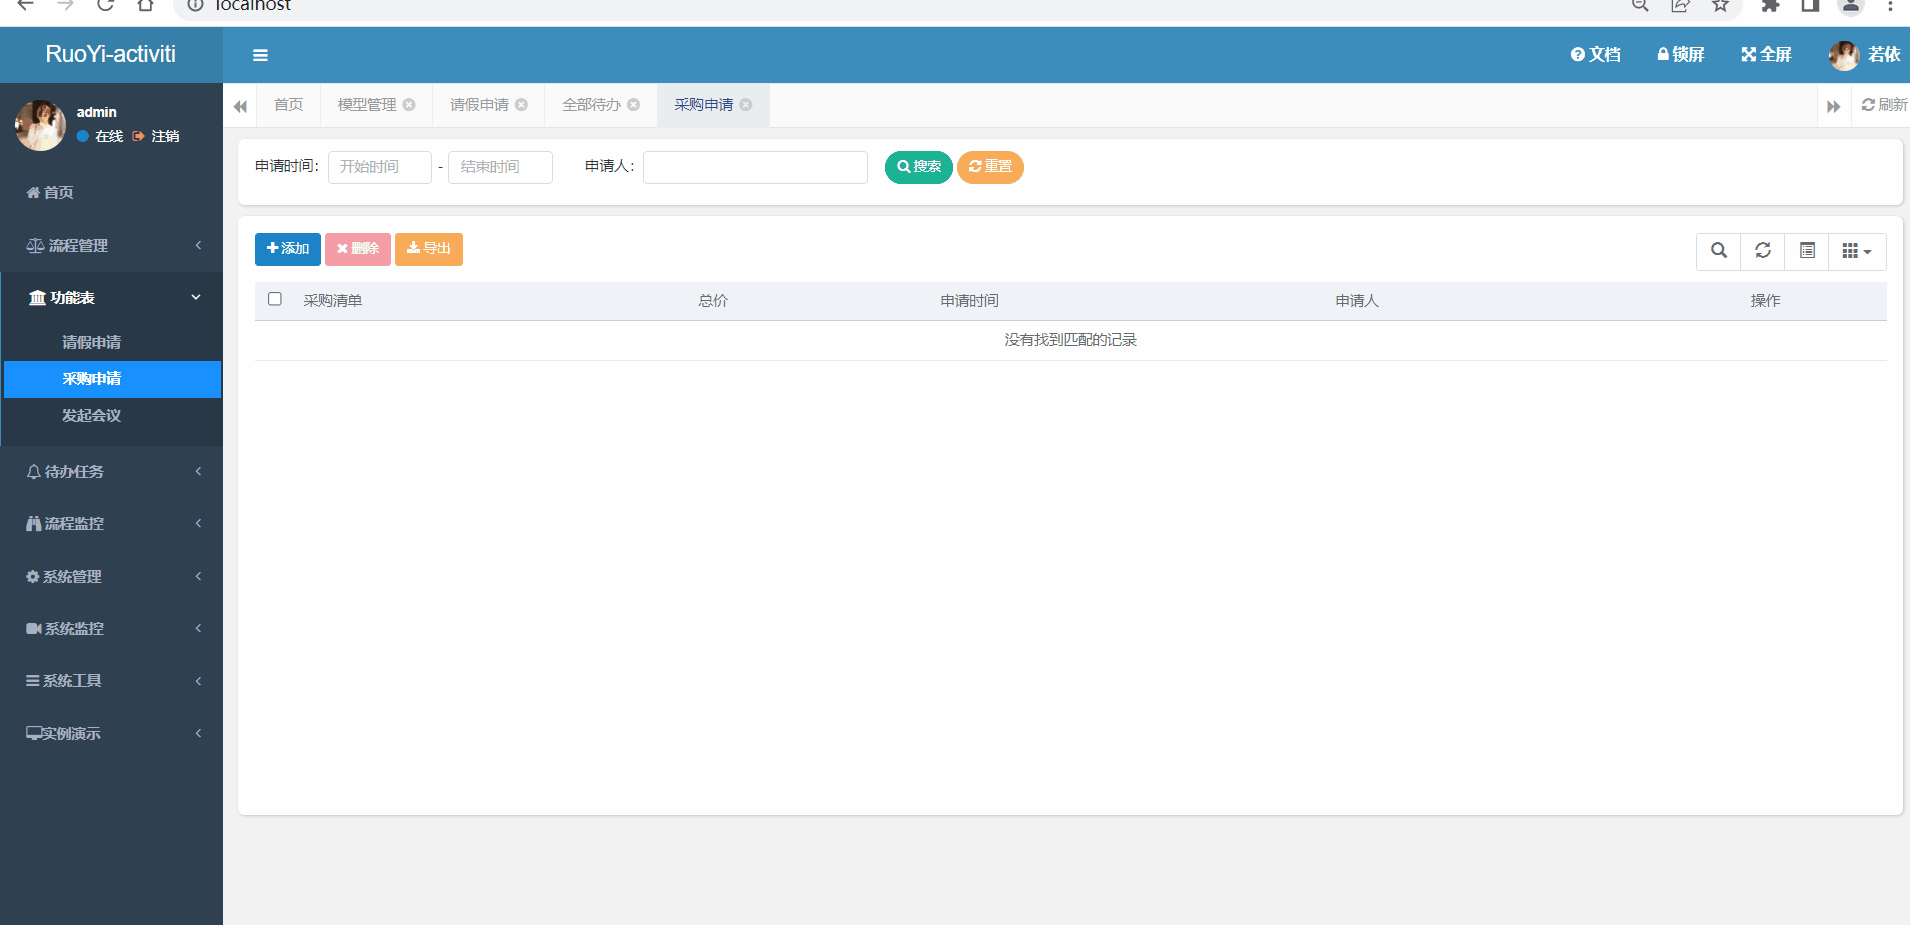 localhost
RuoYi-activiti
文档 锁屏 全屏 若依
admin
在线 注销
首页 模型管理 请假申请 全部待办 采购申请 刷新
申请时间： 开始时间 - 结束时间 申请人： 搜索 重置
首页
流程管理
功能表
请假申请
采购申请
发起会议
待办任务
流程监控
系统管理
系统监控
系统工具
实例演示
添加 删除 导出
采购清单 总价 申请时间 申请人 操作
没有找到匹配的记录